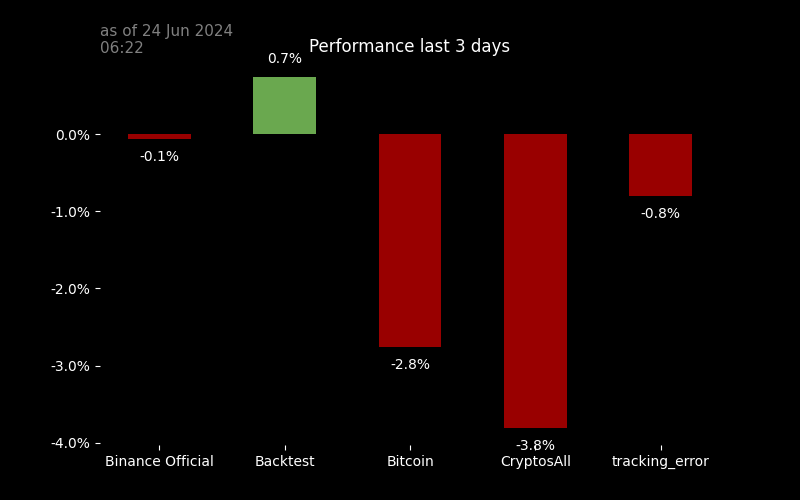 as of 24 Jun 2024
06:22
Performance last 3 days
0.7%
0.0%
-0.1%
-1.0%
-0.8%
-2.0%
-3.0%
-2.8%
-4.0%
-3.8%
Binance Official
Backtest
Bitcoin
CryptosAll
tracking_error